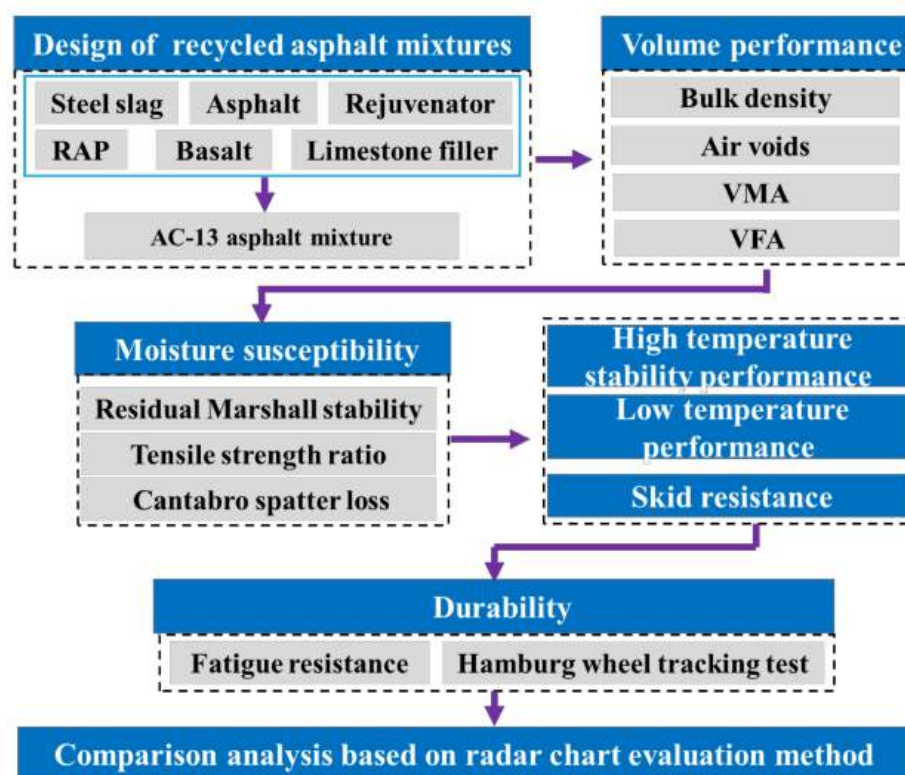 Design of recycled asphalt mixtures
Steel slag Asphalt Rejuvenator
RAP Basalt Limestone filler
AC-13 asphalt mixture
Volume performance
Bulk density
Air voids
VMA
VFA
Moisture susceptibility
Residual Marshall stability
Tensile strength ratio
Cantabro spatter loss
High temperature
stability performance
Low temperature
performance
Skid resistance
Durability
Fatigue resistance Hamburg wheel tracking test
Comparison analysis based on radar chart evaluation method